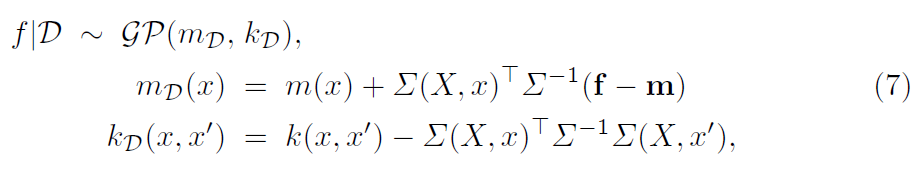 f|𝒟 ∼ 𝒢𝒫(m_𝒟, k_𝒟),
m_𝒟(x) = m(x) + Σ(X, x)^⊤ Σ^{−1}(𝐟 − 𝐦) (7)
k_𝒟(x, x′) = k(x, x′) − Σ(X, x)^⊤ Σ^{−1}Σ(X, x′),